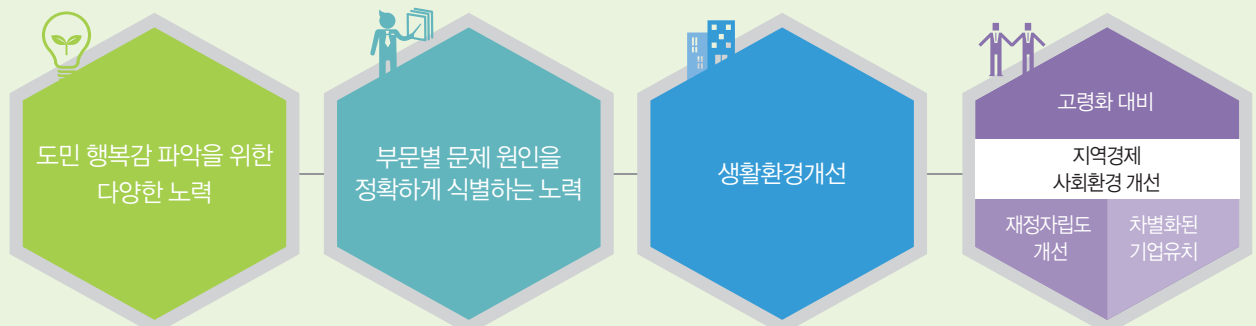 도민 행복감 파악을 위한
다양한 노력
부문별 문제 원인을
정확하게 식별하는 노력
생활환경개선
고령화 대비
지역경제
사회환경 개선
재정자립도
개선
차별화된
기업유치